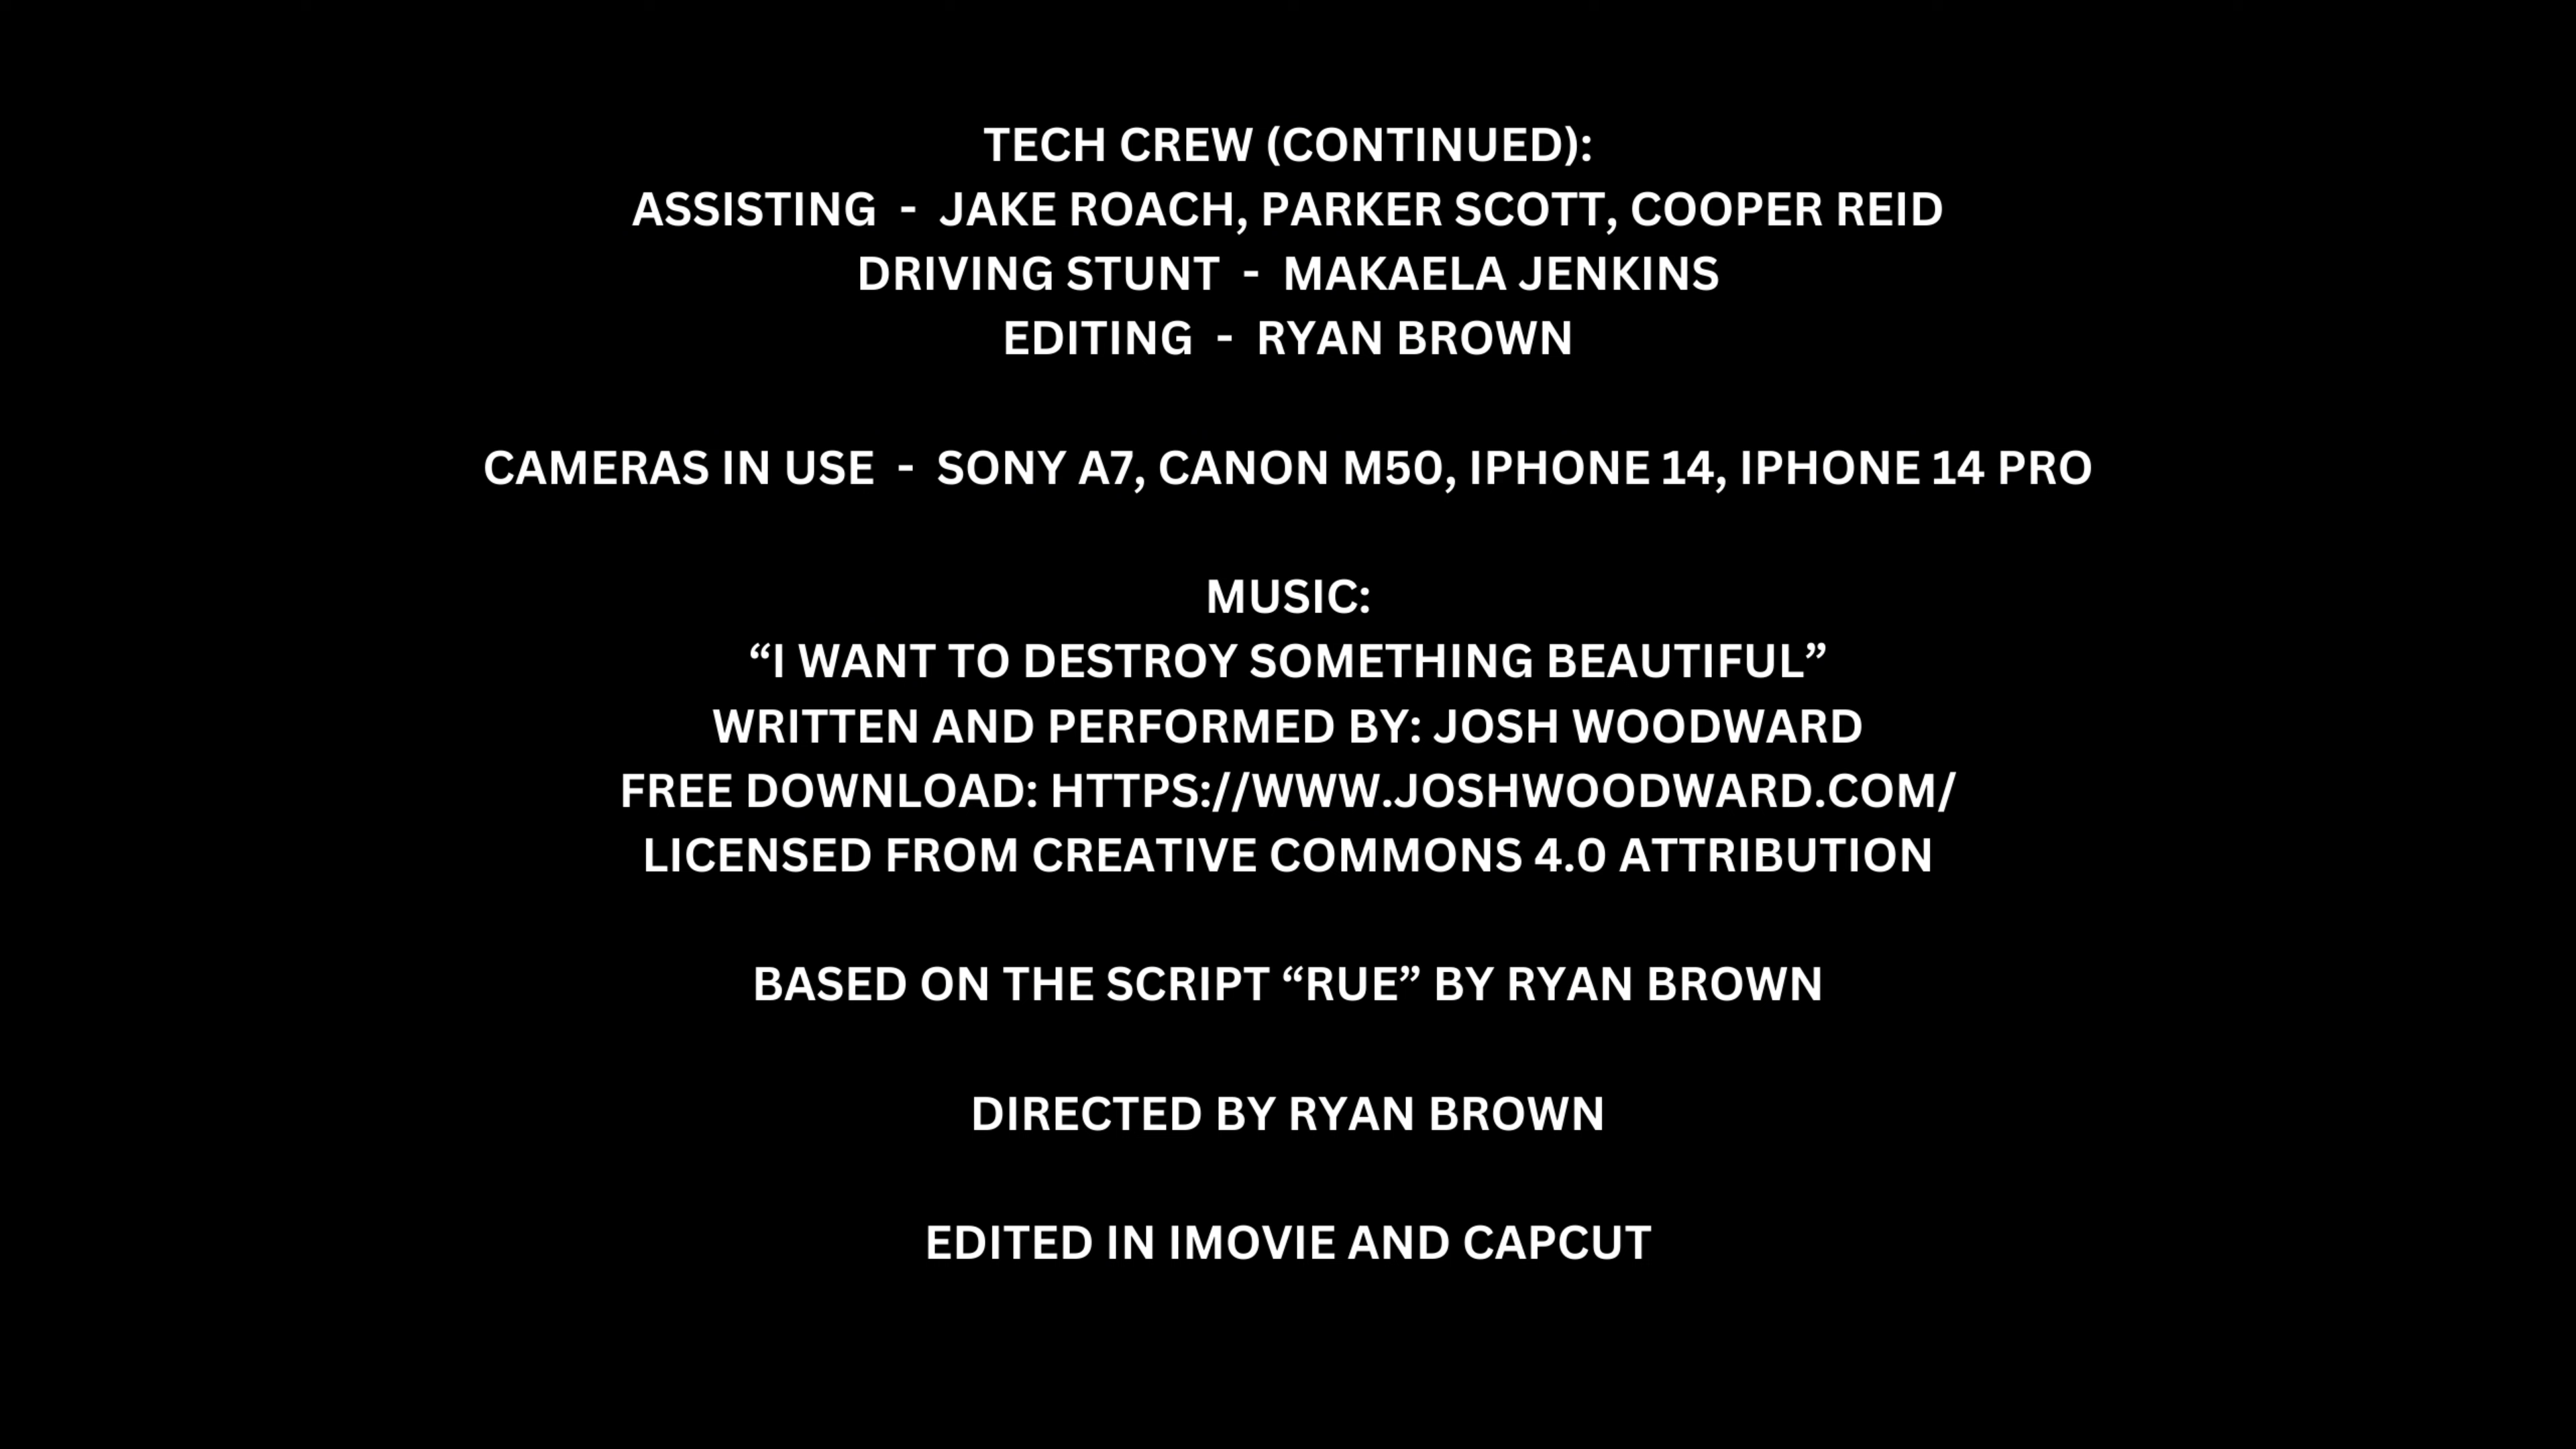 TECH CREW (CONTINUED):
ASSISTING - JAKE ROACH, PARKER SCOTT, COOPER REID
DRIVING STUNT - MAKAELA JENKINS
EDITING - RYAN BROWN
CAMERAS IN USE - SONY A7, CANON M50, IPHONE 14, IPHONE 14 PRO
MUSIC:
“I WANT TO DESTROY SOMETHING BEAUTIFUL”
WRITTEN AND PERFORMED BY: JOSH WOODWARD
FREE DOWNLOAD: HTTPS://WWW.JOSHWOODWARD.COM/
LICENSED FROM CREATIVE COMMONS 4.0 ATTRIBUTION
BASED ON THE SCRIPT “RUE” BY RYAN BROWN
DIRECTED BY RYAN BROWN
EDITED IN IMOVIE AND CAPCUT